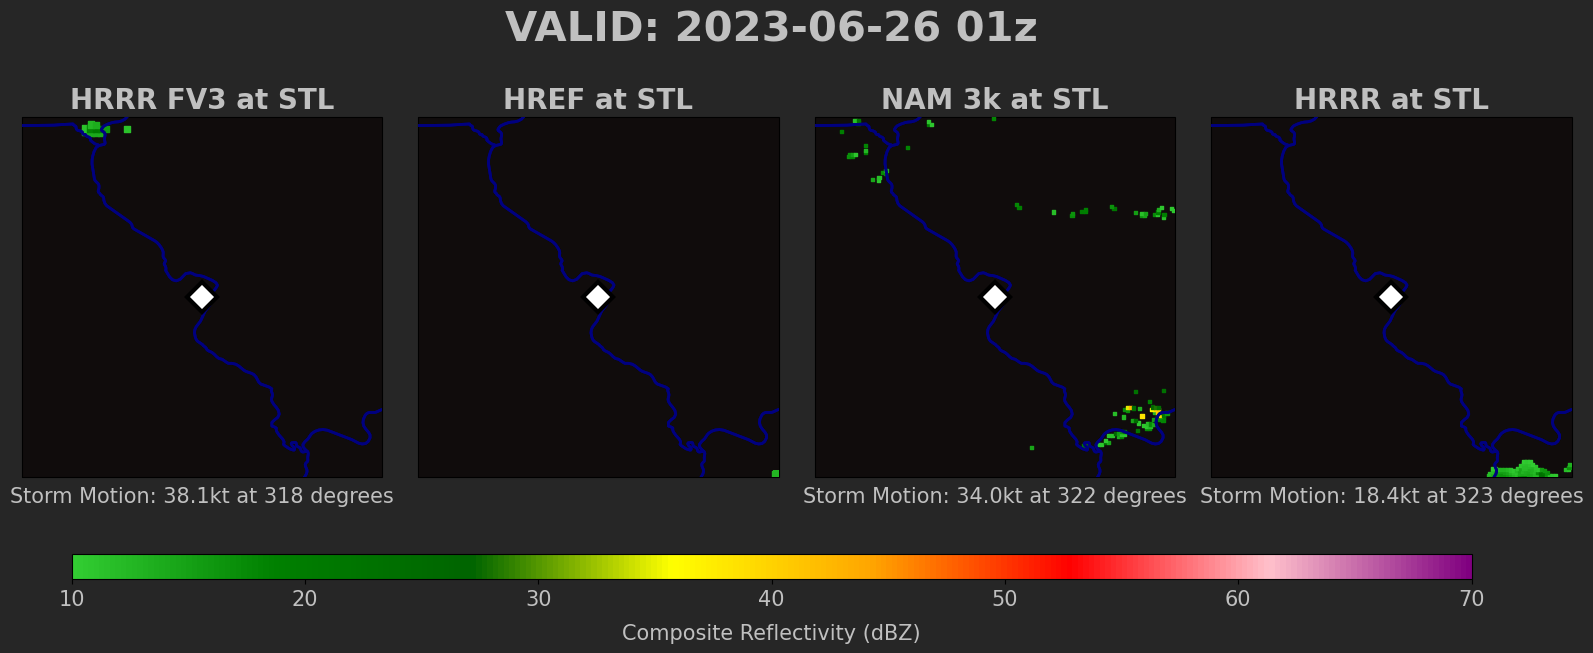 VALID: 2023-06-26 01z
HRRR FV3 at STL
HREF at STL
NAM 3k at STL
HRRR at STL
Storm Motion: 38.1kt at 318 degrees
Storm Motion: 34.0kt at 322 degrees
Storm Motion: 18.4kt at 323 degrees
10 20 30 40 50 60 70
Composite Reflectivity (dBZ)